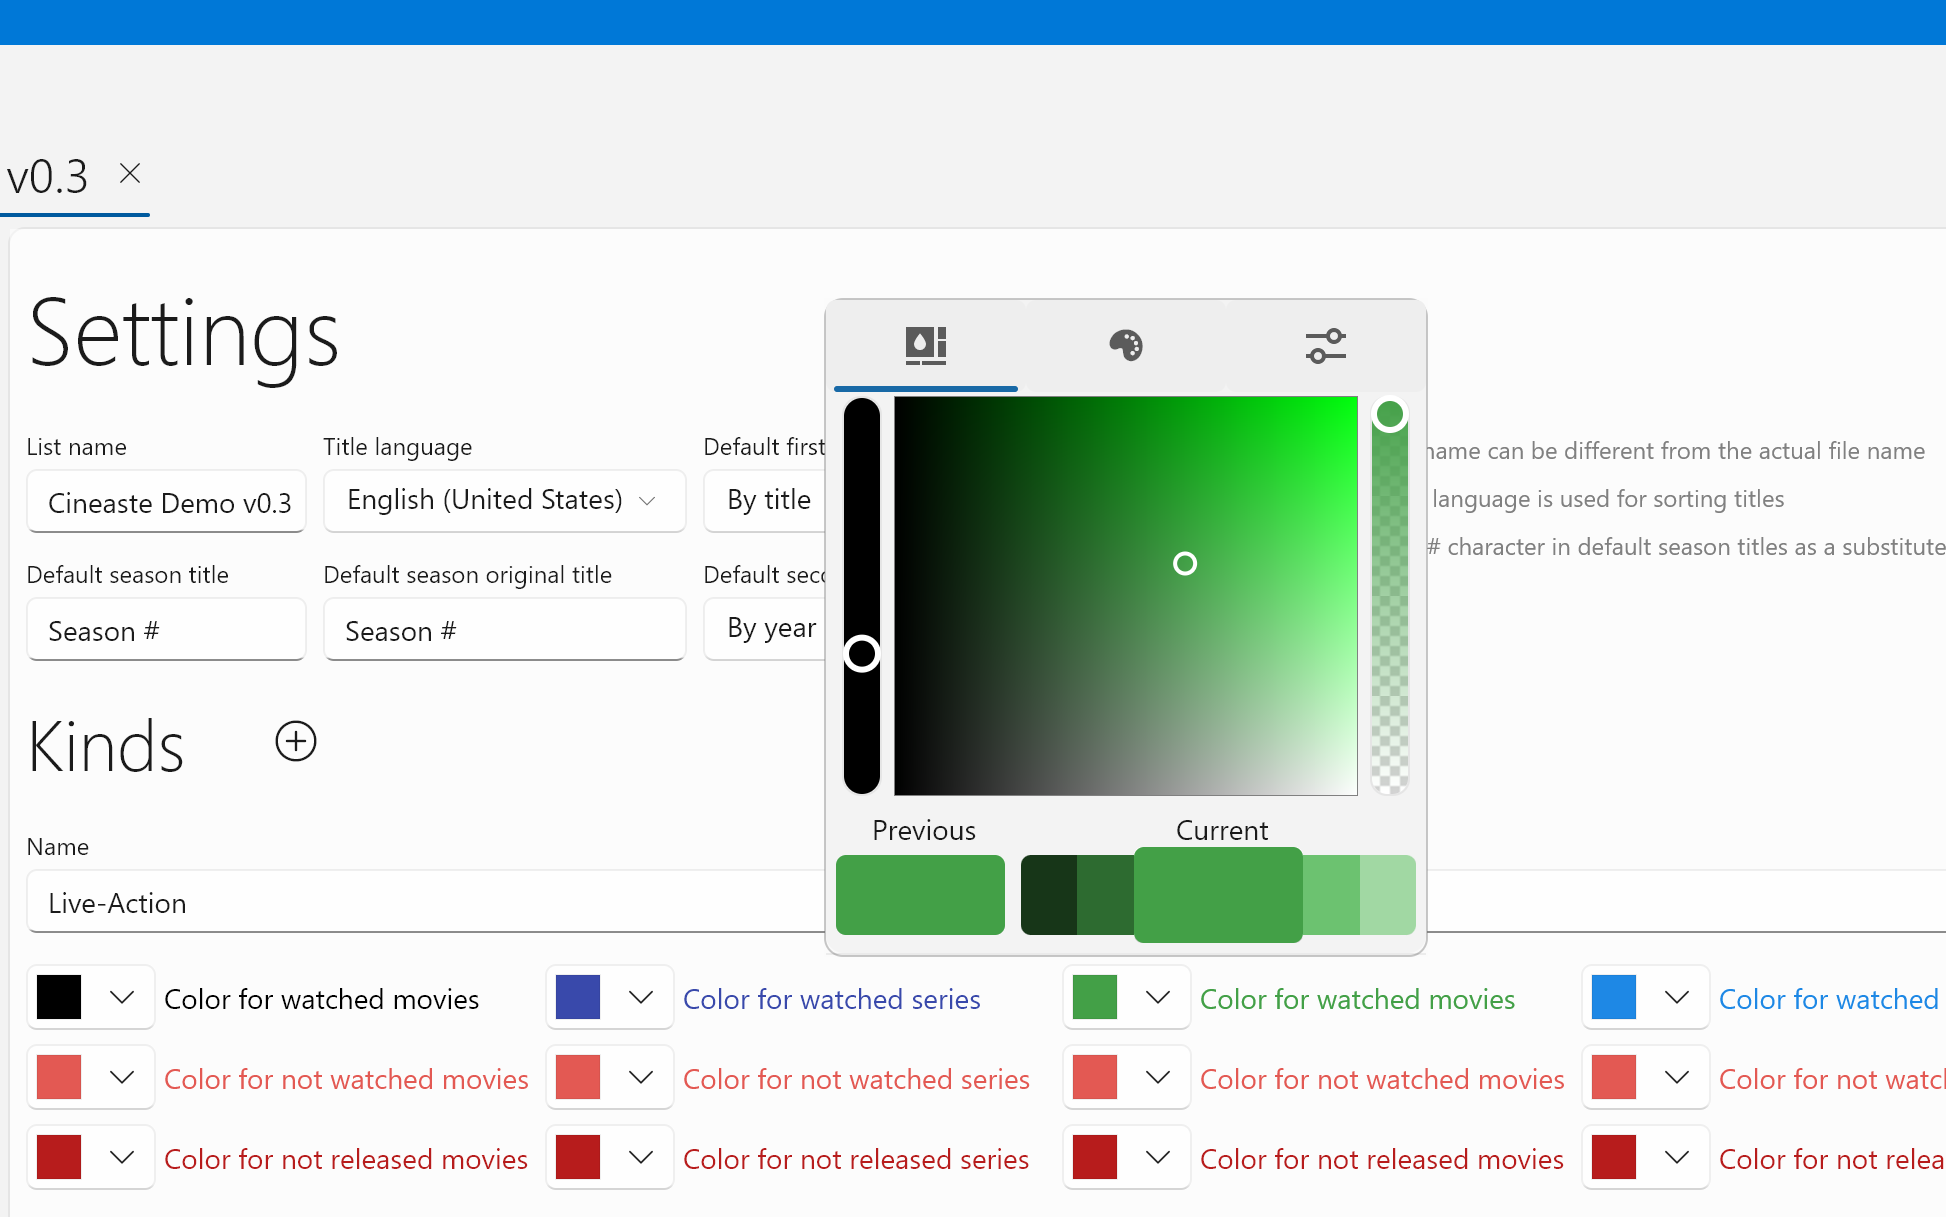 v0.3
Settings
List name
Title language
Default first
Cineaste Demo v0.3
English (United States)
By title
name can be different from the actual file name
language is used for sorting titles
# character in default season titles as a substitute
Default season title
Default season original title
Default seco
Season #
Season #
By year
Kinds
Name
Live-Action
Previous
Current
Color for watched movies
Color for watched series
Color for watched movies
Color for watched
Color for not watched movies
Color for not watched series
Color for not watched movies
Color for not watch
Color for not released movies
Color for not released series
Color for not released movies
Color for not relea